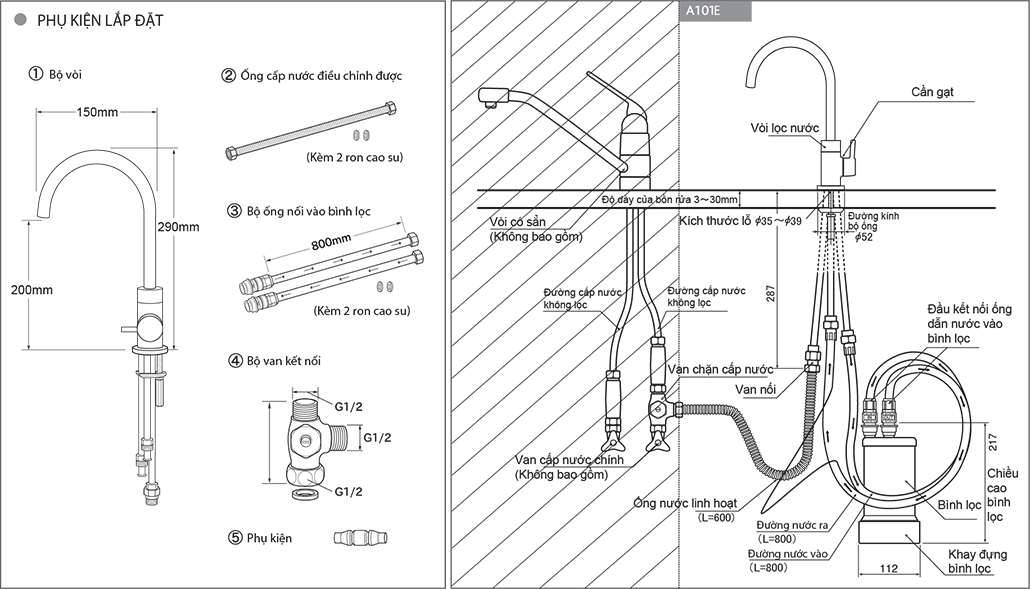 PHỤ KIỆN LẮP ĐẶT
① Bộ vòi
150mm
290mm
200mm
② Ống cấp nước điều chỉnh được
(Kèm 2 ron cao su)
③ Bộ ống nối vào bình lọc
800mm
(Kèm 2 ron cao su)
④ Bộ van kết nối
G1/2
G1/2
G1/2
⑤ Phụ kiện
A101E
Cần gạt
Vòi lọc nước
Độ dày của bồn rửa 3~30mm
Vòi có sẵn
(Không bao gồm)
Kích thước lỗ ϕ35~ϕ39
Đường kính
bộ ống
ϕ52
287
Đường cấp nước
không lọc
Đường cấp nước
không lọc
Đầu kết nối ống
dẫn nước vào
bình lọc
Van chặn cấp nước
Van nối
Van cấp nước chính
(Không bao gồm)
Ống nước linh hoạt
(L=600)
Đường nước ra
(L=800)
Đường nước vào
(L=800)
217
Chiều
cao
bình
lọc
Bình lọc
Khay đựng
bình lọc
112